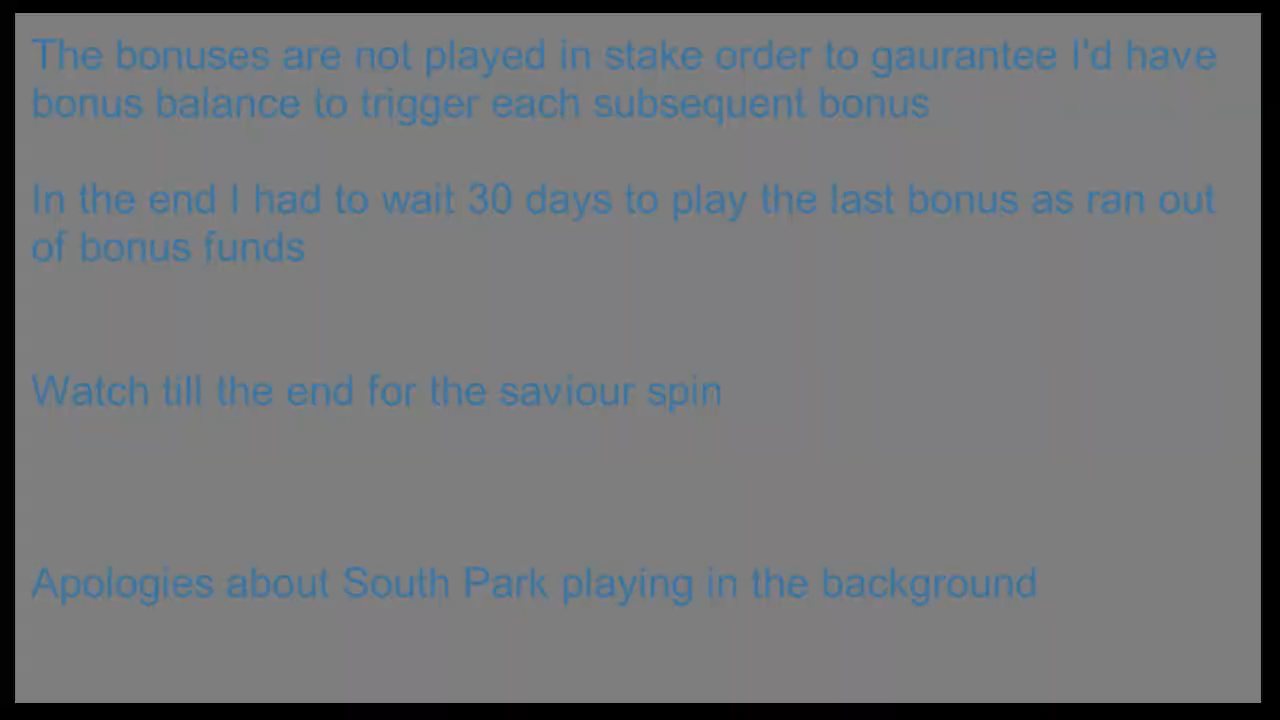 The bonuses are not played in stake order to gaurantee I'd have
bonus balance to trigger each subsequent bonus
In the end I had to wait 30 days to play the last bonus as ran out
of bonus funds
Watch till the end for the saviour spin
Apologies about South Park playing in the background